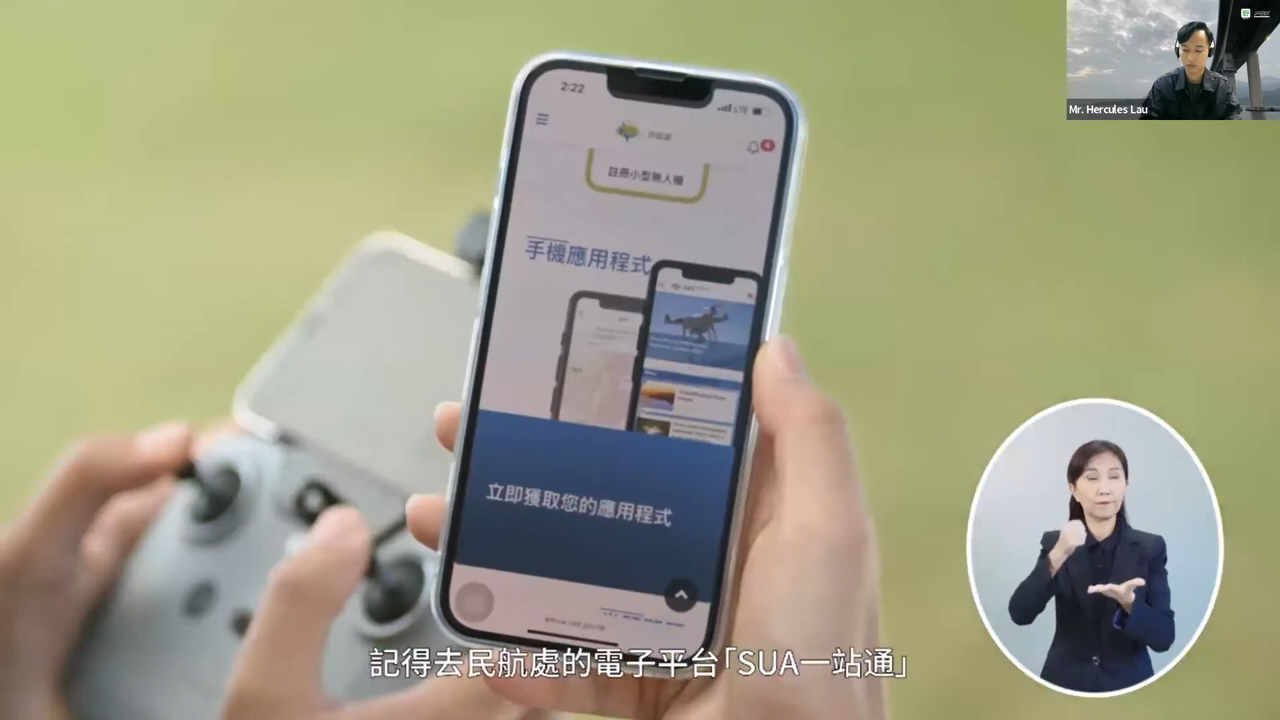 Mr. Hercules Lau
2:22
LTE
4
註冊小型無人機
手機應用程式
立即獲取您的應用程式
記得去民航處的電子平台「SUA一站通」